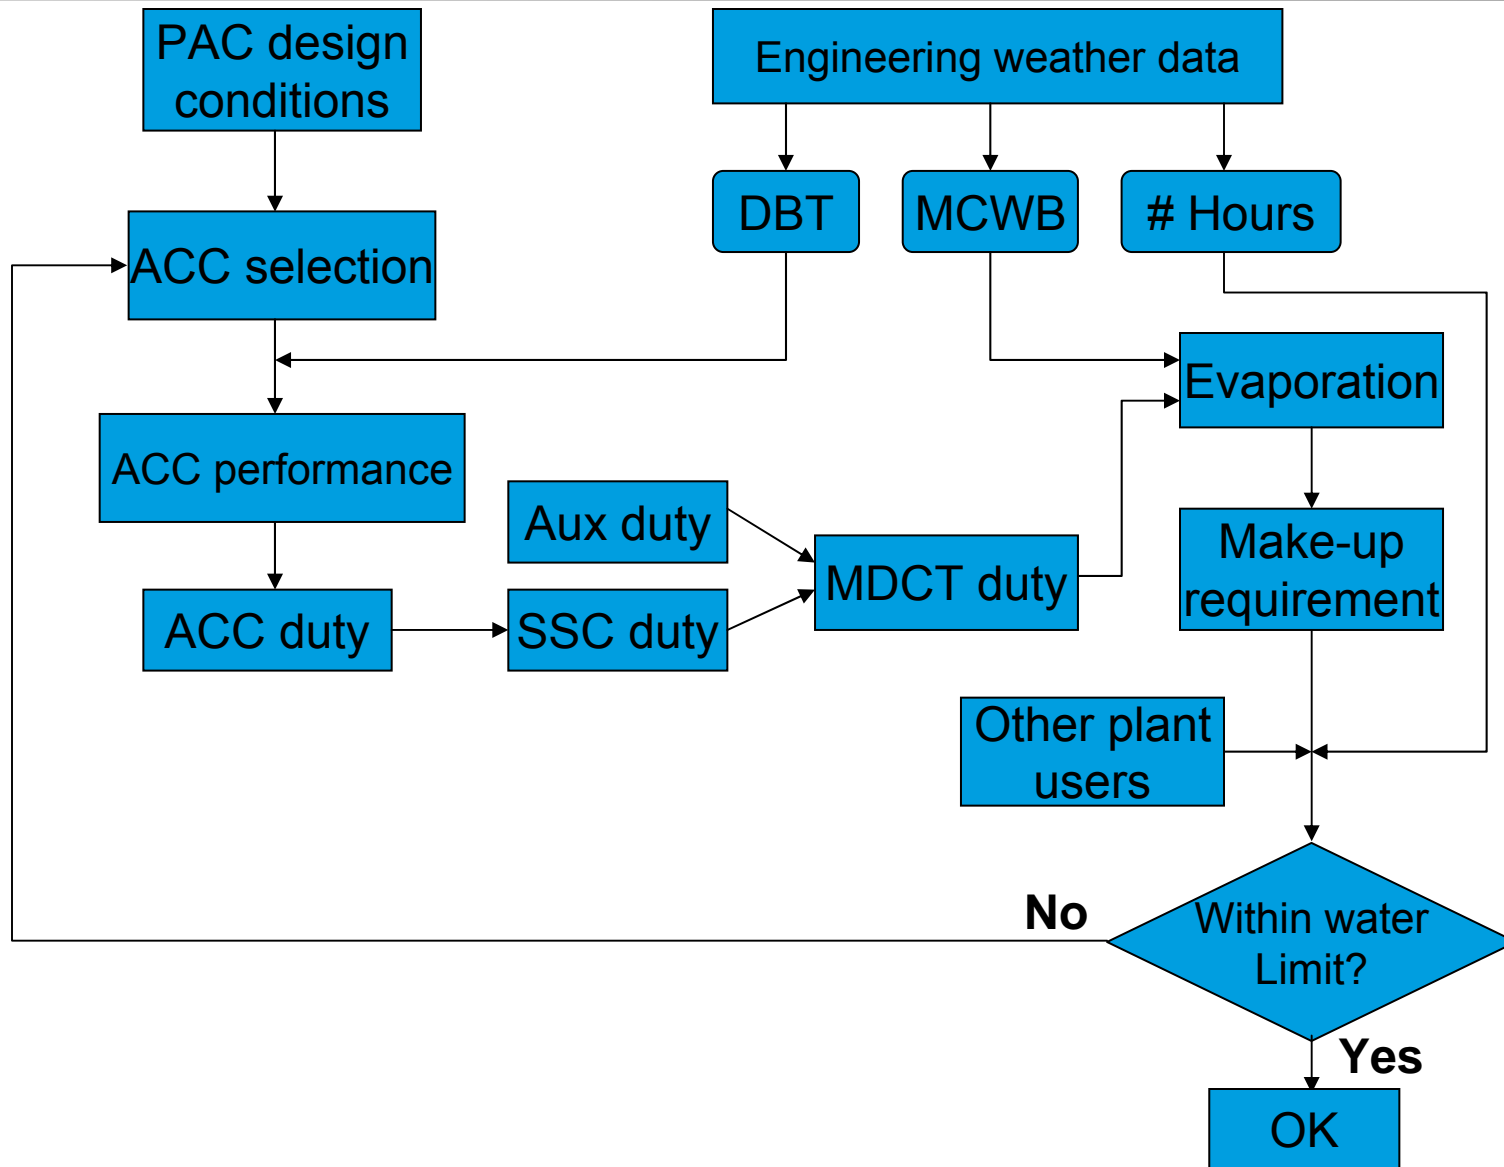 PAC design
conditions
Engineering weather data
DBT
MCWB
# Hours
ACC selection
Evaporation
ACC performance
Aux duty
Make-up
requirement
MDCT duty
ACC duty
SSC duty
Other plant
users
No
Within water
Limit?
Yes
OK